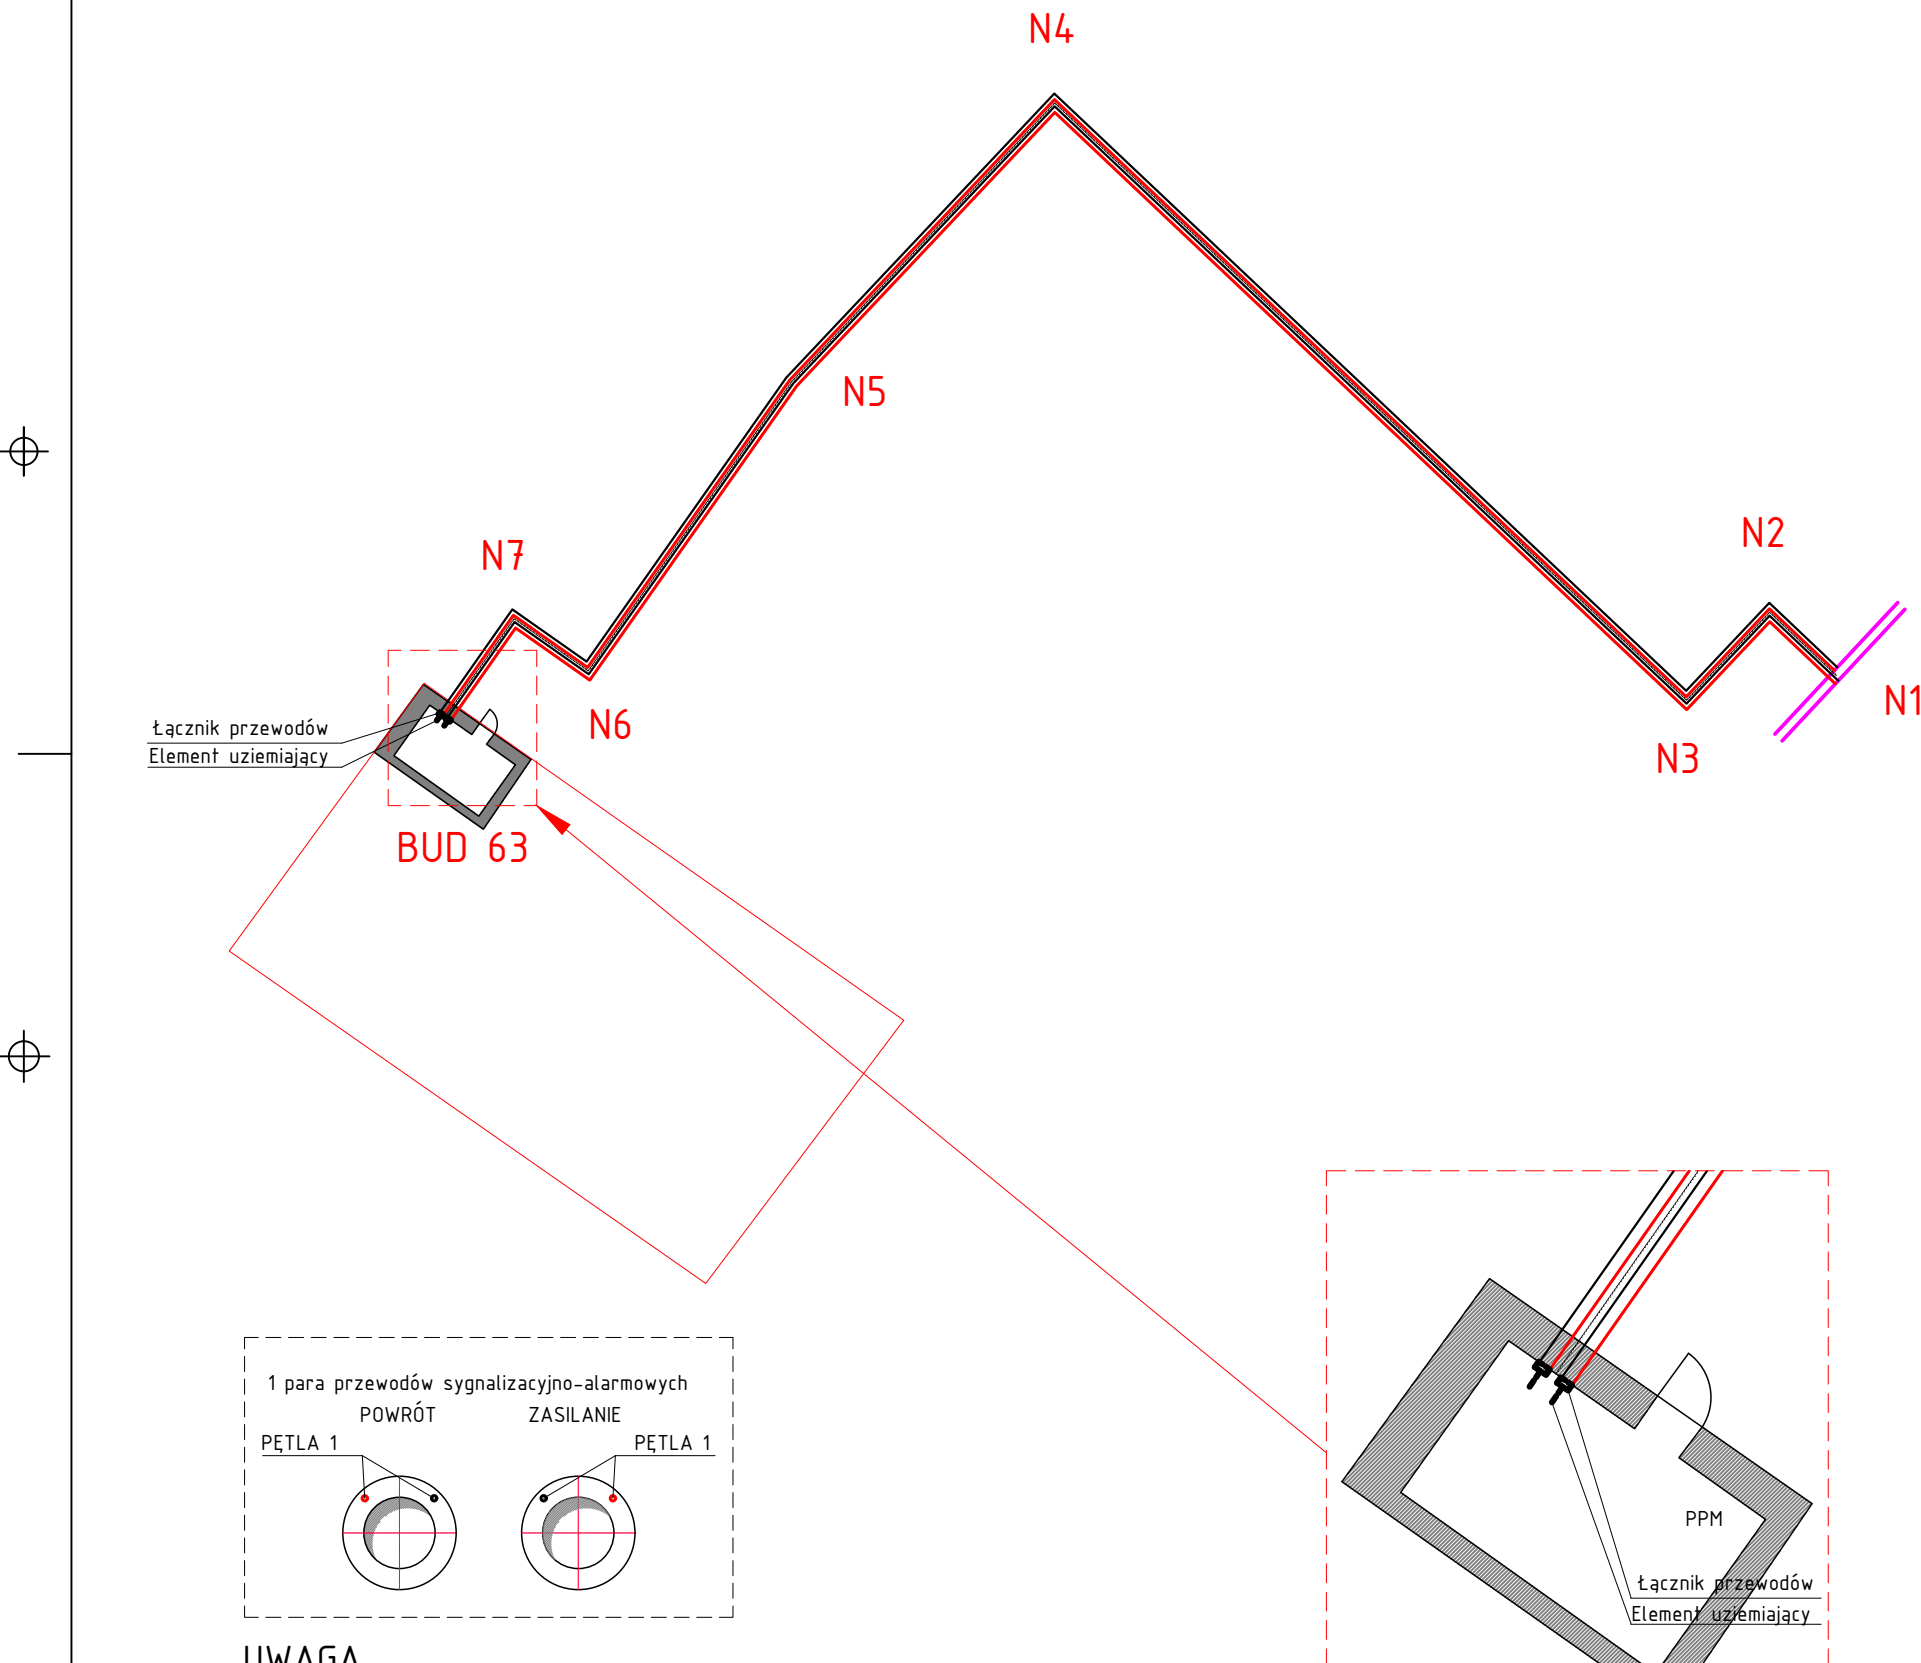 N4
N5
N2
N7
N1
N6
Łącznik przewodów
N3
Element uziemiający
BUD 63
1 para przewodów sygnalizacyjno-alarmowych
POWRÓT ZASILANIE
PĘTLA 1 PĘTLA 1
PPM
Łącznik przewodów
Element uziemiający
UWAGA